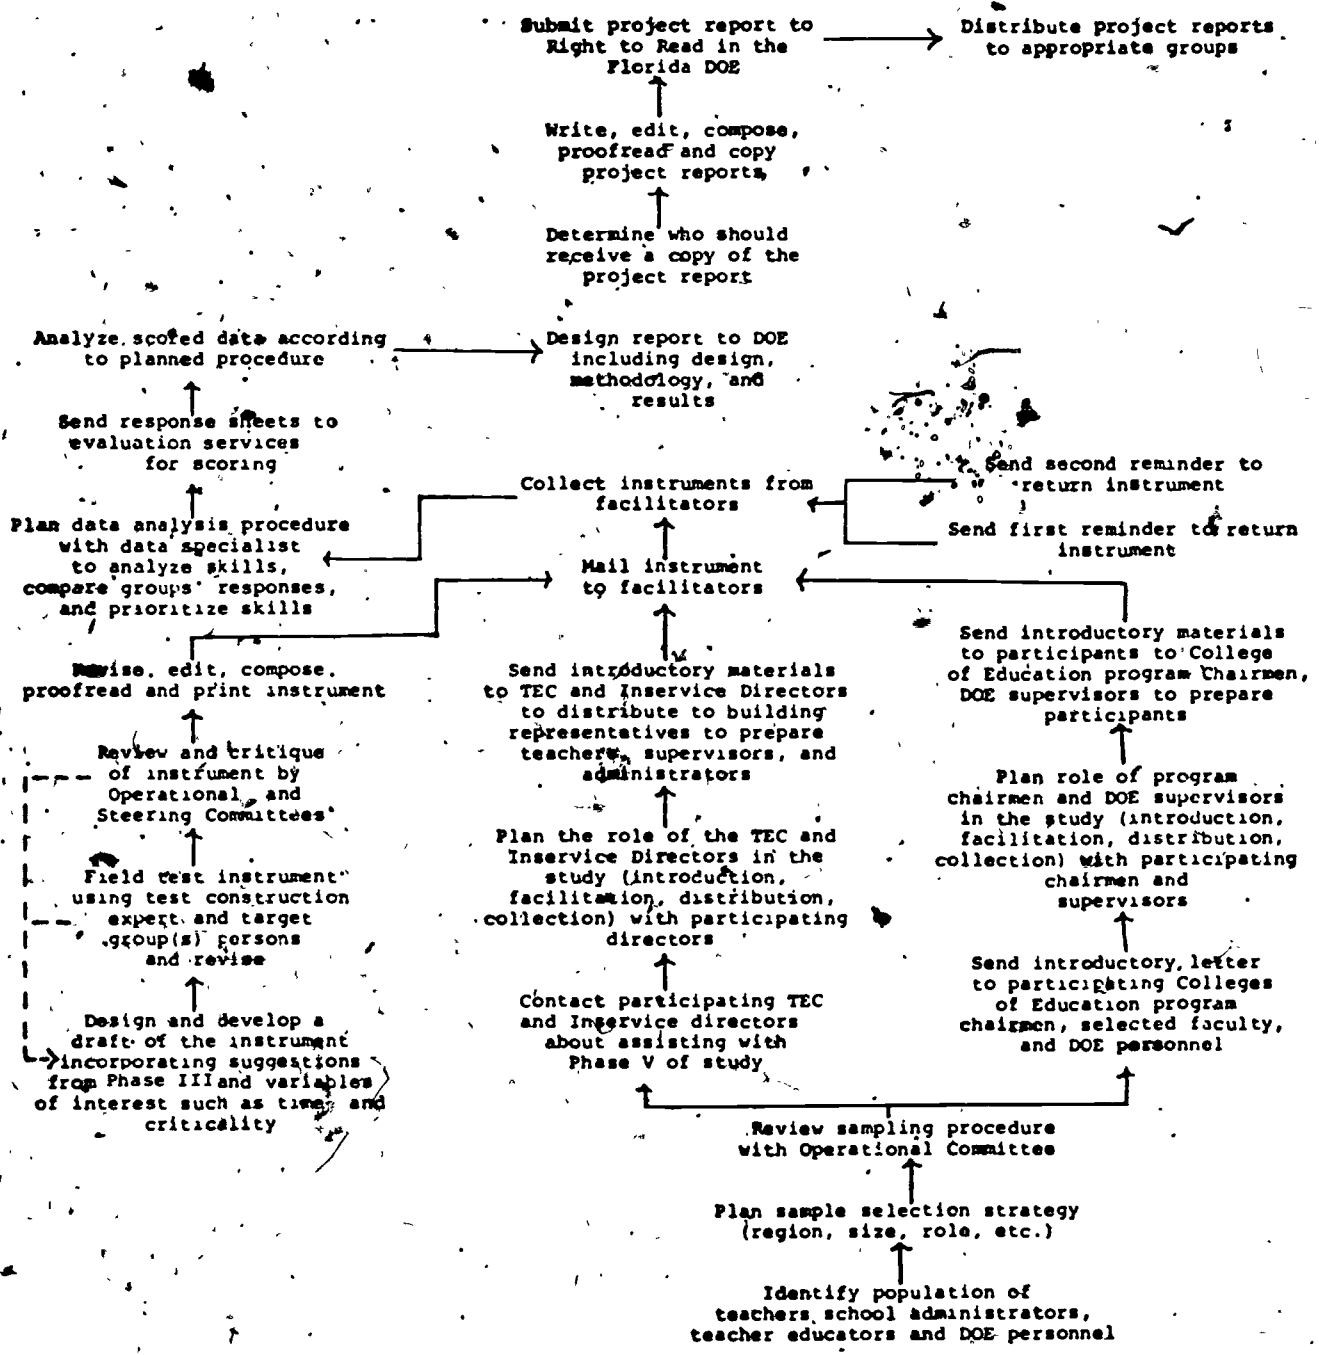 Submit project report to
Right to Read in the
Florida DOE
Distribute project reports
to appropriate groups
Write, edit, compose,
proofread and copy
project reports
Determine who should
receive a copy of the
project report
Analyze scored data according
to planned procedure
Design report to DOE
including design,
methodology, and
results
Send response sheets to
evaluation services
for scoring
Collect instruments from
facilitators
Send second reminder to
return instrument
Send first reminder to return
instrument
Plan data analysis procedure
with data specialist
to analyze skills,
compare groups' responses,
and prioritize skills
Mail instrument
to facilitators
Revise, edit, compose,
proofread and print instrument
Send introductory materials
to TEC and Inservice Directors
to distribute to building
representatives to prepare
teachers, supervisors, and
administrators
Send introductory materials
to participants to College
of Education program Chairmen,
DOE supervisors to prepare
participants
Review and critique
of instrument by
Operational and
Steering Committees
Plan the role of the TEC and
Inservice Directors in the
study (introduction,
facilitation, distribution,
collection) with participating
directors
Plan role of program
chairmen and DOE supervisors
in the study (introduction,
facilitation, distribution,
collection) with participating
chairmen and
supervisors
Field test instrument
using test construction
expert and target
group(s) persons
and revise
Contact participating TEC
and Inservice directors
about assisting with
Phase V of study
Send introductory letter
to participating Colleges
of Education program
chairmen, selected faculty,
and DOE personnel
Design and develop a
draft of the instrument
incorporating suggestions
from Phase III and variables
of interest such as time and
criticality
Review sampling procedure
with Operational Committee
Plan sample selection strategy
(region, size, role, etc.)
Identify population of
teachers, school administrators,
teacher educators and DOE personnel